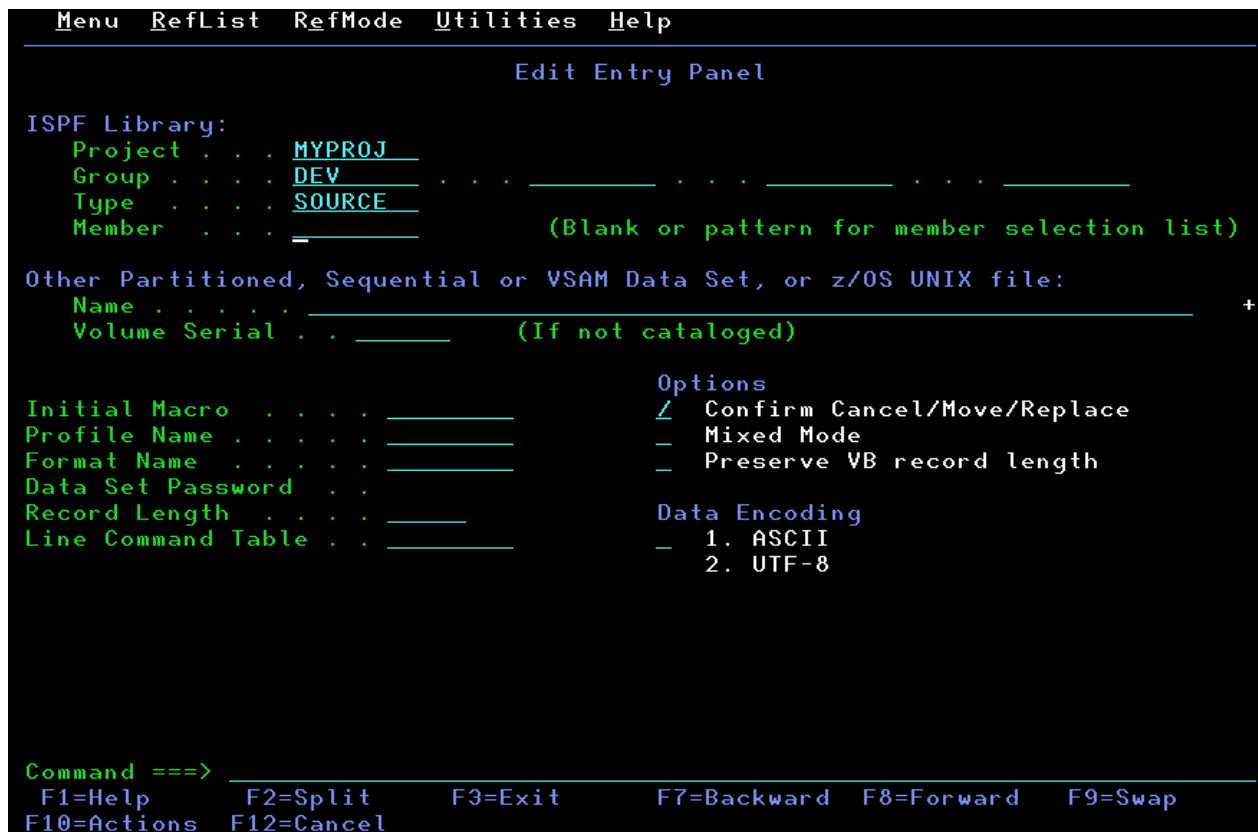 Menu RefList RefMode Utilities Help
Edit Entry Panel
ISPF Library:
Project . . . MYPROJ
Group . . . . DEV . . . . . . . . .
Type . . . . SOURCE
Member . . . (Blank or pattern for member selection list)
Other Partitioned, Sequential or VSAM Data Set, or z/OS UNIX file:
Name . . . . . +
Volume Serial . . (If not cataloged)
Options
Initial Macro . . . . / Confirm Cancel/Move/Replace
Profile Name . . . . . Mixed Mode
Format Name . . . . . Preserve VB record length
Data Set Password . .
Record Length . . . . Data Encoding
Line Command Table . . 1. ASCII
2. UTF-8
Command ===>
F1=Help F2=Split F3=Exit F7=Backward F8=Forward F9=Swap
F10=Actions F12=Cancel